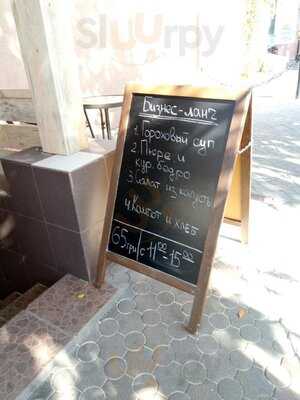 Sluurpy
Бизнес-ланч
1. Гороховый суп
2. Пюре и
кур. бедро
3. Салат из капусты
4. Компот и хлеб
65 грн с 11⁰⁰-15⁰⁰